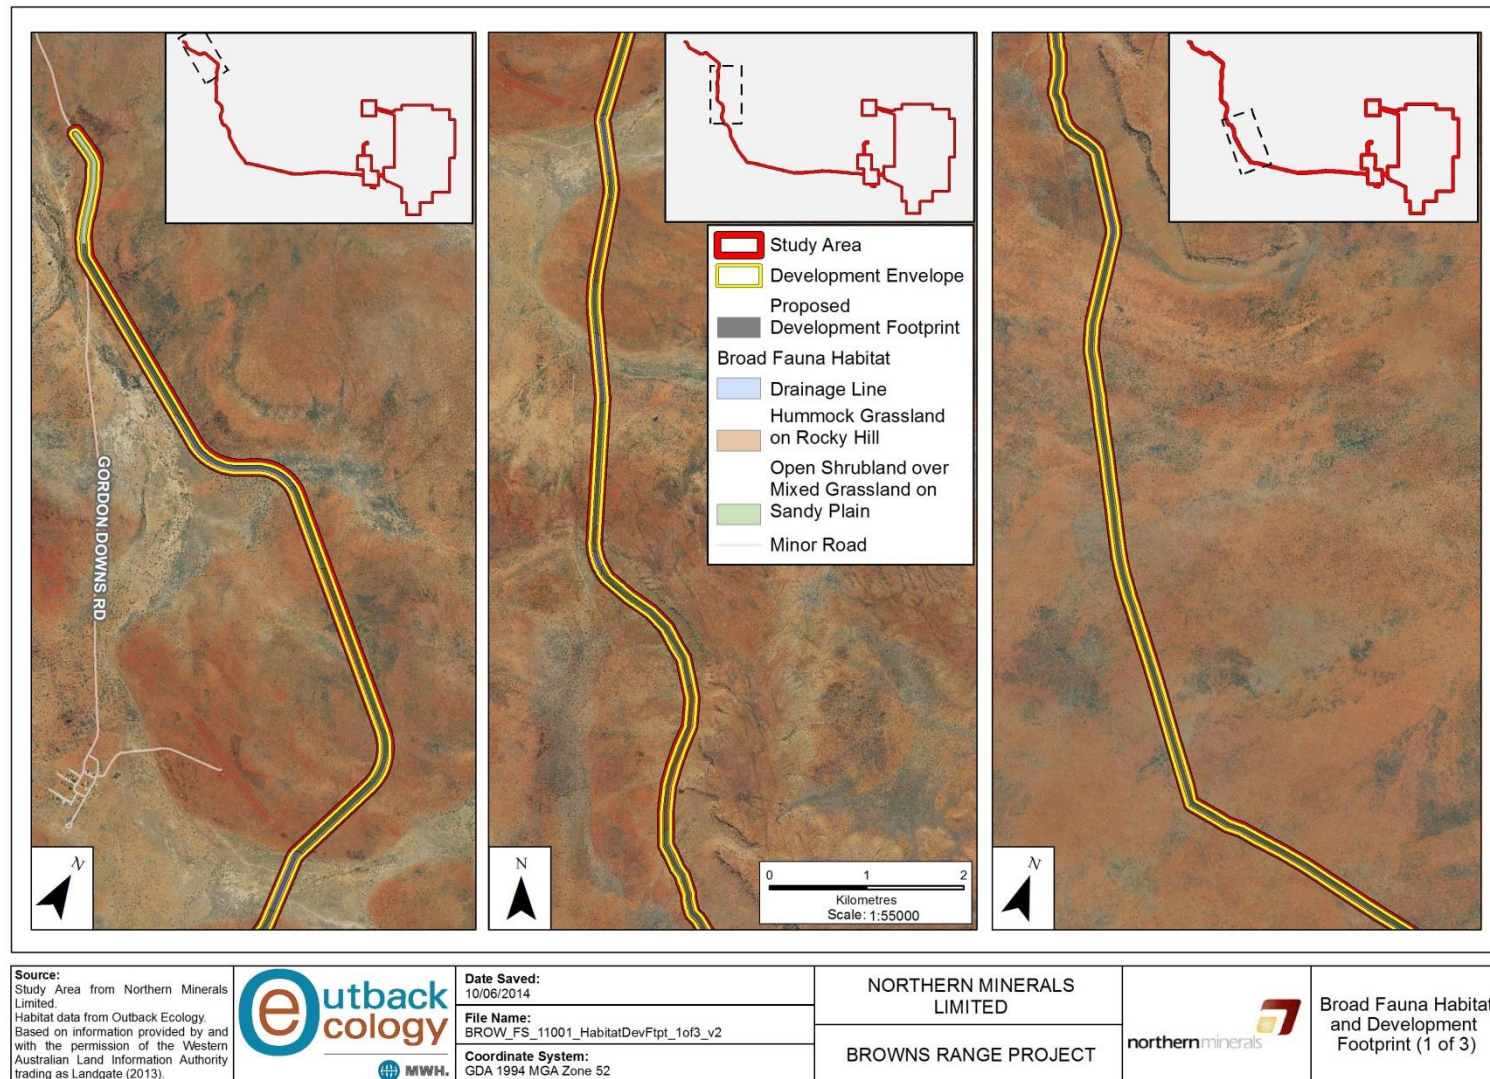 GORDON DOWNS RD
N
Study Area
Development Envelope
Proposed
Development Footprint
Broad Fauna Habitat
Drainage Line
Hummock Grassland
on Rocky Hill
Open Shrubland over
Mixed Grassland on
Sandy Plain
Minor Road
N
0 1 2
Kilometres
Scale: 1:55000
N
Source:
Study Area from Northern Minerals
Limited.
Habitat data from Outback Ecology.
Based on information provided by and
with the permission of the Western
Australian Land Information Authority
trading as Landgate (2013).
Outback
ecology
MWH.
Date Saved:
10/06/2014
File Name:
BROW_FS_11001_HabitatDevFtpt_1of3_v2
Coordinate System:
GDA 1994 MGA Zone 52
NORTHERN MINERALS
LIMITED
BROWNS RANGE PROJECT
northernminerals
Broad Fauna Habitat
and Development
Footprint (1 of 3)